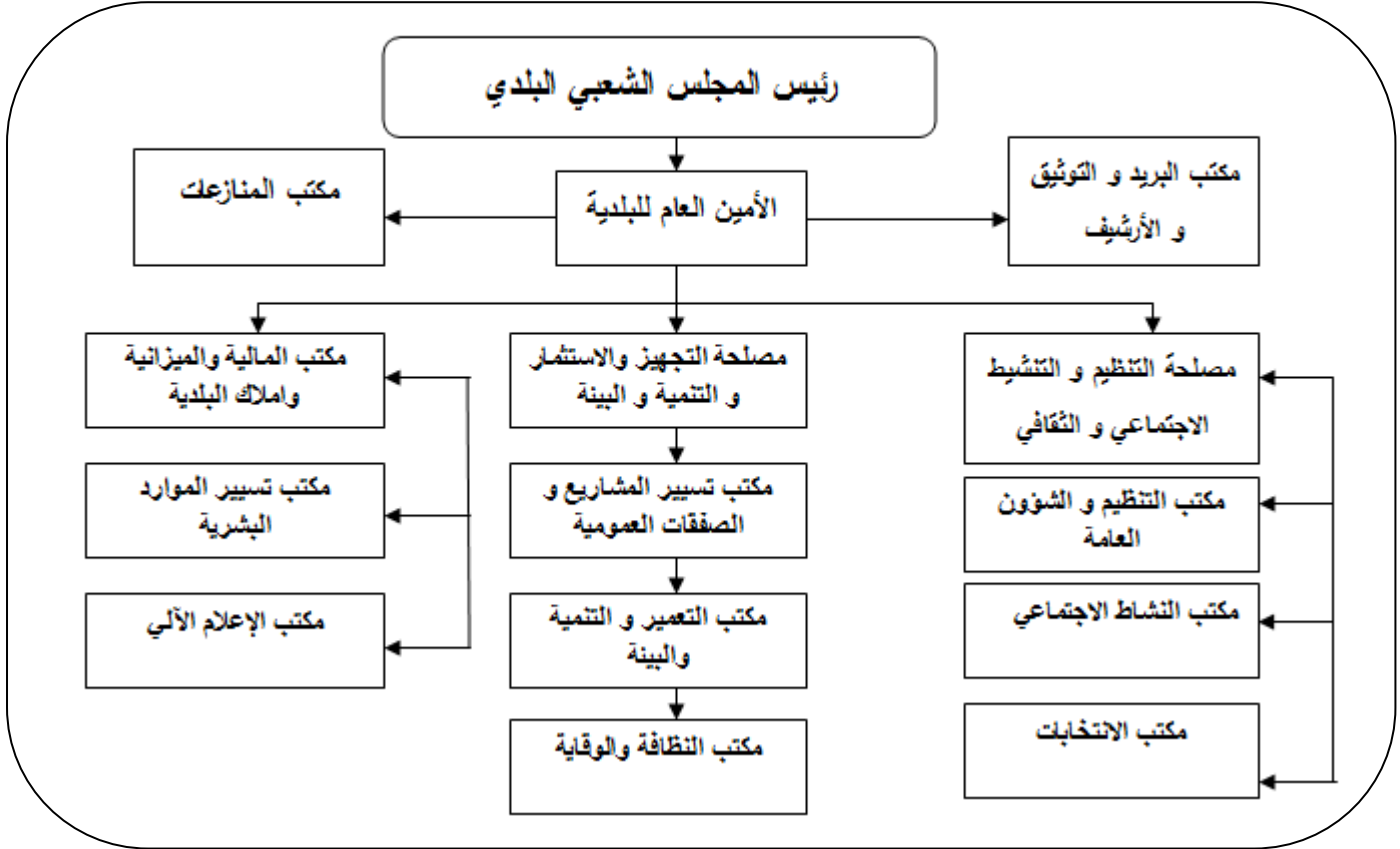 رئيس المجلس الشعبي البلدي
مكتب البريد و التوثيق
و الأرشيف
الأمين العام للبلدية
مكتب المنازعات
مصلحة التنظيم و التنشيط
الاجتماعي و الثقافي
مصلحة التجهيز والاستثمار
و التنمية و البيئة
مكتب المالية والميزانية
واملاك البلدية
مكتب التنظيم و الشؤون
العامة
مكتب تسيير المشاريع و
الصفقات العمومية
مكتب تسيير الموارد
البشرية
مكتب النشاط الاجتماعي
مكتب التعمير و التنمية
والبيئة
مكتب الإعلام الآلي
مكتب الانتخابات
مكتب النظافة والوقاية